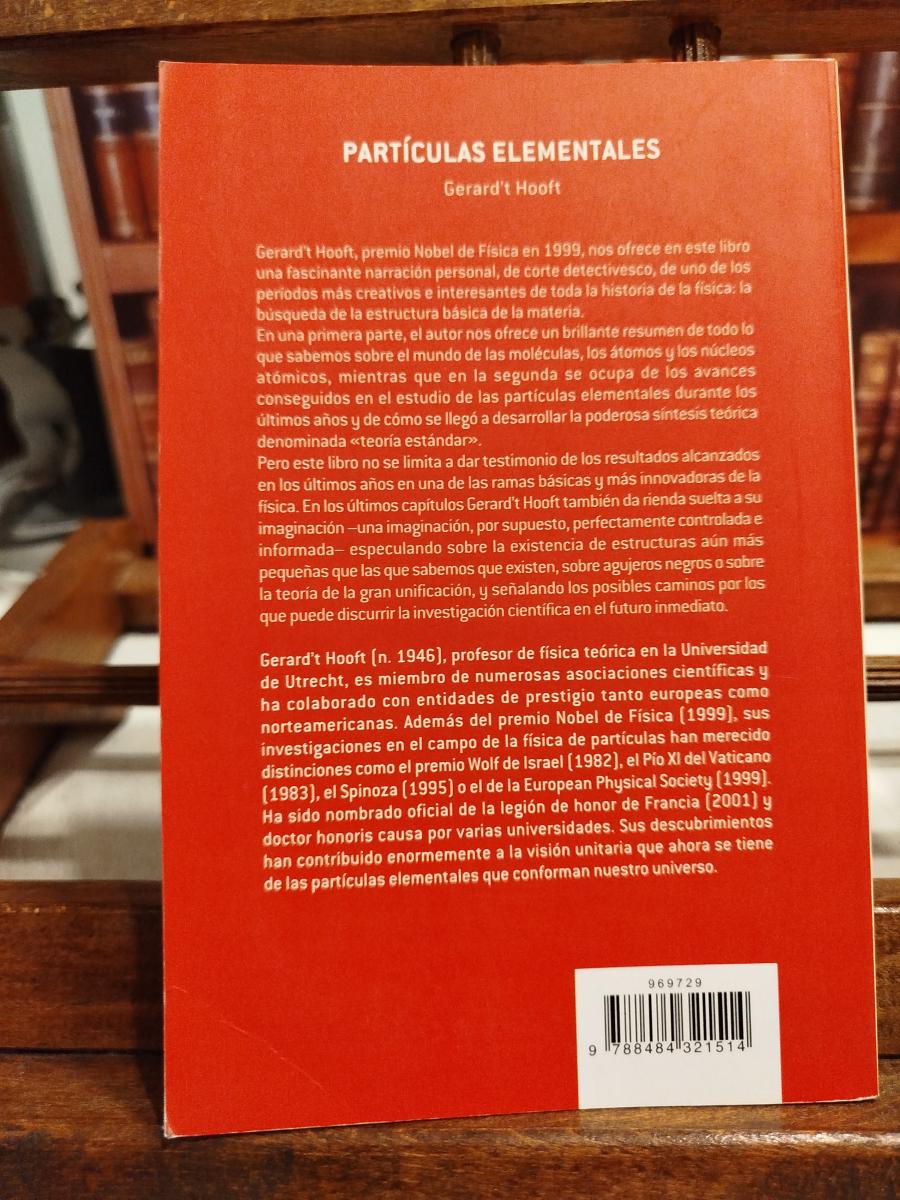 PARTÍCULAS ELEMENTALES
Gerard't Hooft
Gerard't Hooft, premio Nobel de Física en 1999, nos ofrece en este libro
una fascinante narración personal, de corte detectivesco, de uno de los
periodos más creativos e interesantes de toda la historia de la física: la
búsqueda de la estructura básica de la materia.
En una primera parte, el autor nos ofrece un brillante resumen de todo lo
que sabemos sobre el mundo de las moléculas, los átomos y los núcleos
atómicos, mientras que en la segunda se ocupa de los avances
conseguidos en el estudio de las partículas elementales durante los
últimos años y de cómo se llegó a desarrollar la poderosa síntesis teórica
denominada «teoría estándar».
Pero este libro no se limita a dar testimonio de los resultados alcanzados
en los últimos años en una de las ramas básicas y más innovadoras de la
física. En los últimos capítulos Gerard't Hooft también da rienda suelta a su
imaginación –una imaginación, por supuesto, perfectamente controlada e
informada– especulando sobre la existencia de estructuras aún más
pequeñas que las que sabemos que existen, sobre agujeros negros o sobre
la teoría de la gran unificación, y señalando los posibles caminos por los
que puede discurrir la investigación científica en el futuro inmediato.
Gerard't Hooft (n. 1946), profesor de física teórica en la Universidad
de Utrecht, es miembro de numerosas asociaciones científicas y
ha colaborado con entidades de prestigio tanto europeas como
norteamericanas. Además del premio Nobel de Física (1999), sus
investigaciones en el campo de la física de partículas han merecido
distinciones como el premio Wolf de Israel (1982), el Pío XI del Vaticano
(1983), el Spinoza (1995) o el de la European Physical Society (1999).
Ha sido nombrado oficial de la legión de honor de Francia (2001) y
doctor honoris causa por varias universidades. Sus descubrimientos
han contribuido enormemente a la visión unitaria que ahora se tiene
de las partículas elementales que conforman nuestro universo.
969729
9 788484 321514